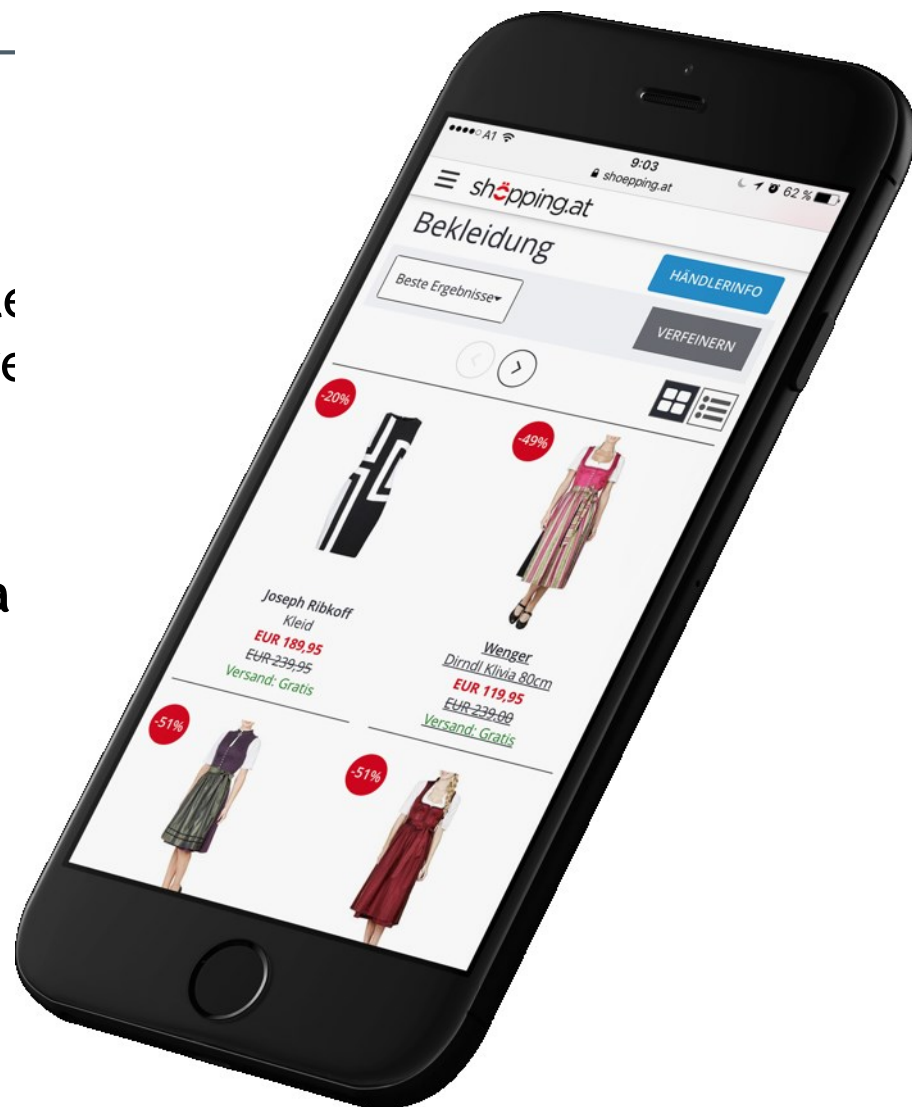 A1
9:03
62 %
shoepping.at
shöpping.at
Bekleidung
HÄNDLERINFO
Beste Ergebnisse
VERFEINERN
-20%
-49%
Joseph Ribkoff
Kleid
EUR 189,95
EUR 239,95
Versand: Gratis
Wenger
Dirndl Klivia 80cm
EUR 119,95
EUR 239,00
Versand: Gratis
-51%
-51%